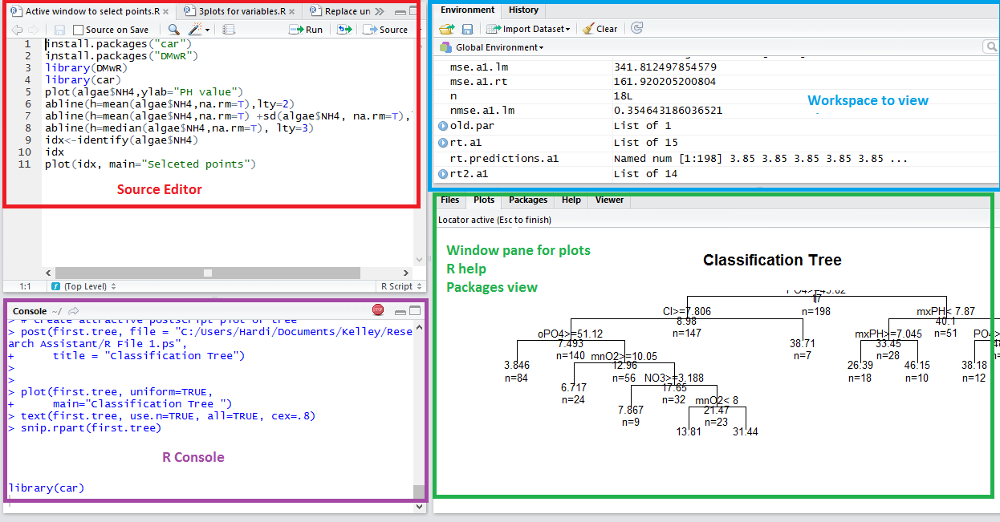 Active window to select points.R × 3plots for variables.R × Replace un
Source on Save Run Source
1 install.packages("car")
2 install.packages("DMwR")
3 library(DMwR)
4 library(car)
5 plot(algae$NH4,ylab="PH value")
6 abline(h=mean(algae$NH4,na.rm=T),lty=2)
7 abline(h=mean(algae$NH4,na.rm=T) +sd(algae$NH4, na.rm=T),
8 abline(h=median(algae$NH4,na.rm=T), lty=3)
9 idx<-identify(algae$NH4)
10 idx
11 plot(idx, main="Selceted points")
Source Editor
1:1 (Top Level) R Script
Console ~/
STOP
> # Create attractive postscript plot of tree
> post(first.tree, file = "C:/Users/Hardi/Documents/Kelley/Rese
arch Assistant/R File 1.ps",
+ title = "Classification Tree")
>
>
> plot(first.tree, uniform=TRUE,
+ main="Classification Tree ")
> text(first.tree, use.n=TRUE, all=TRUE, cex=.8)
> snip.rpart(first.tree)
R Console
library(car)
Environment History
Import Dataset Clear
Global Environment
mse.a1.lm 341.812497854579
mse.a1.rt 161.920205200804
n 18L
nmse.a1.lm 0.354643186036521
old.par List of 1
rt.a1 List of 15
rt.predictions.a1 Named num [1:198] 3.85 3.85 3.85 3.85 3.85 ...
rt2.a1 List of 14
Workspace to view
Files Plots Packages Help Viewer
Locator active (Esc to finish)
Window pane for plots
R help
Packages view
Classification Tree
PO4>=43.82
17
n=198
Cl>=7.806 mxPH< 7.87
8.98 40.1
n=147 n=51
oPO4>=51.12 mxPH>=7.045 PO4>
7.493 38.71 33.45
n=140 n=7 n=28
mnO2>=10.05
3.846 12.96 26.39 46.15 38.18
n=84 n=56 n=18 n=10 n=12
NO3>=3.188
6.717 17.65
n=24 n=32
mnO2< 8
7.867 21.47
n=9 n=23
13.81 31.44